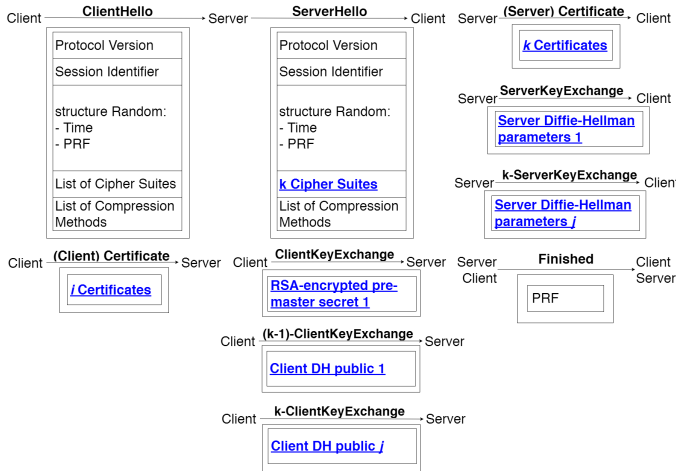 ClientHello
Client Server
Protocol Version
Session Identifier
structure Random:
- Time
- PRF
List of Cipher Suites
List of Compression
Methods
ServerHello
Server Client
Protocol Version
Session Identifier
structure Random:
- Time
- PRF
k Cipher Suites
List of Compression
Methods
(Server) Certificate
Server Client
k Certificates
ServerKeyExchange
Server Client
Server Diffie-Hellman
parameters 1
k-ServerKeyExchange
Server Client
Server Diffie-Hellman
parameters j
(Client) Certificate
Client Server
i Certificates
ClientKeyExchange
Client Server
RSA-encrypted pre-
master secret 1
(k-1)-ClientKeyExchange
Client Server
Client DH public 1
k-ClientKeyExchange
Client Server
Client DH public j
Finished
Server Client
Client Server
PRF